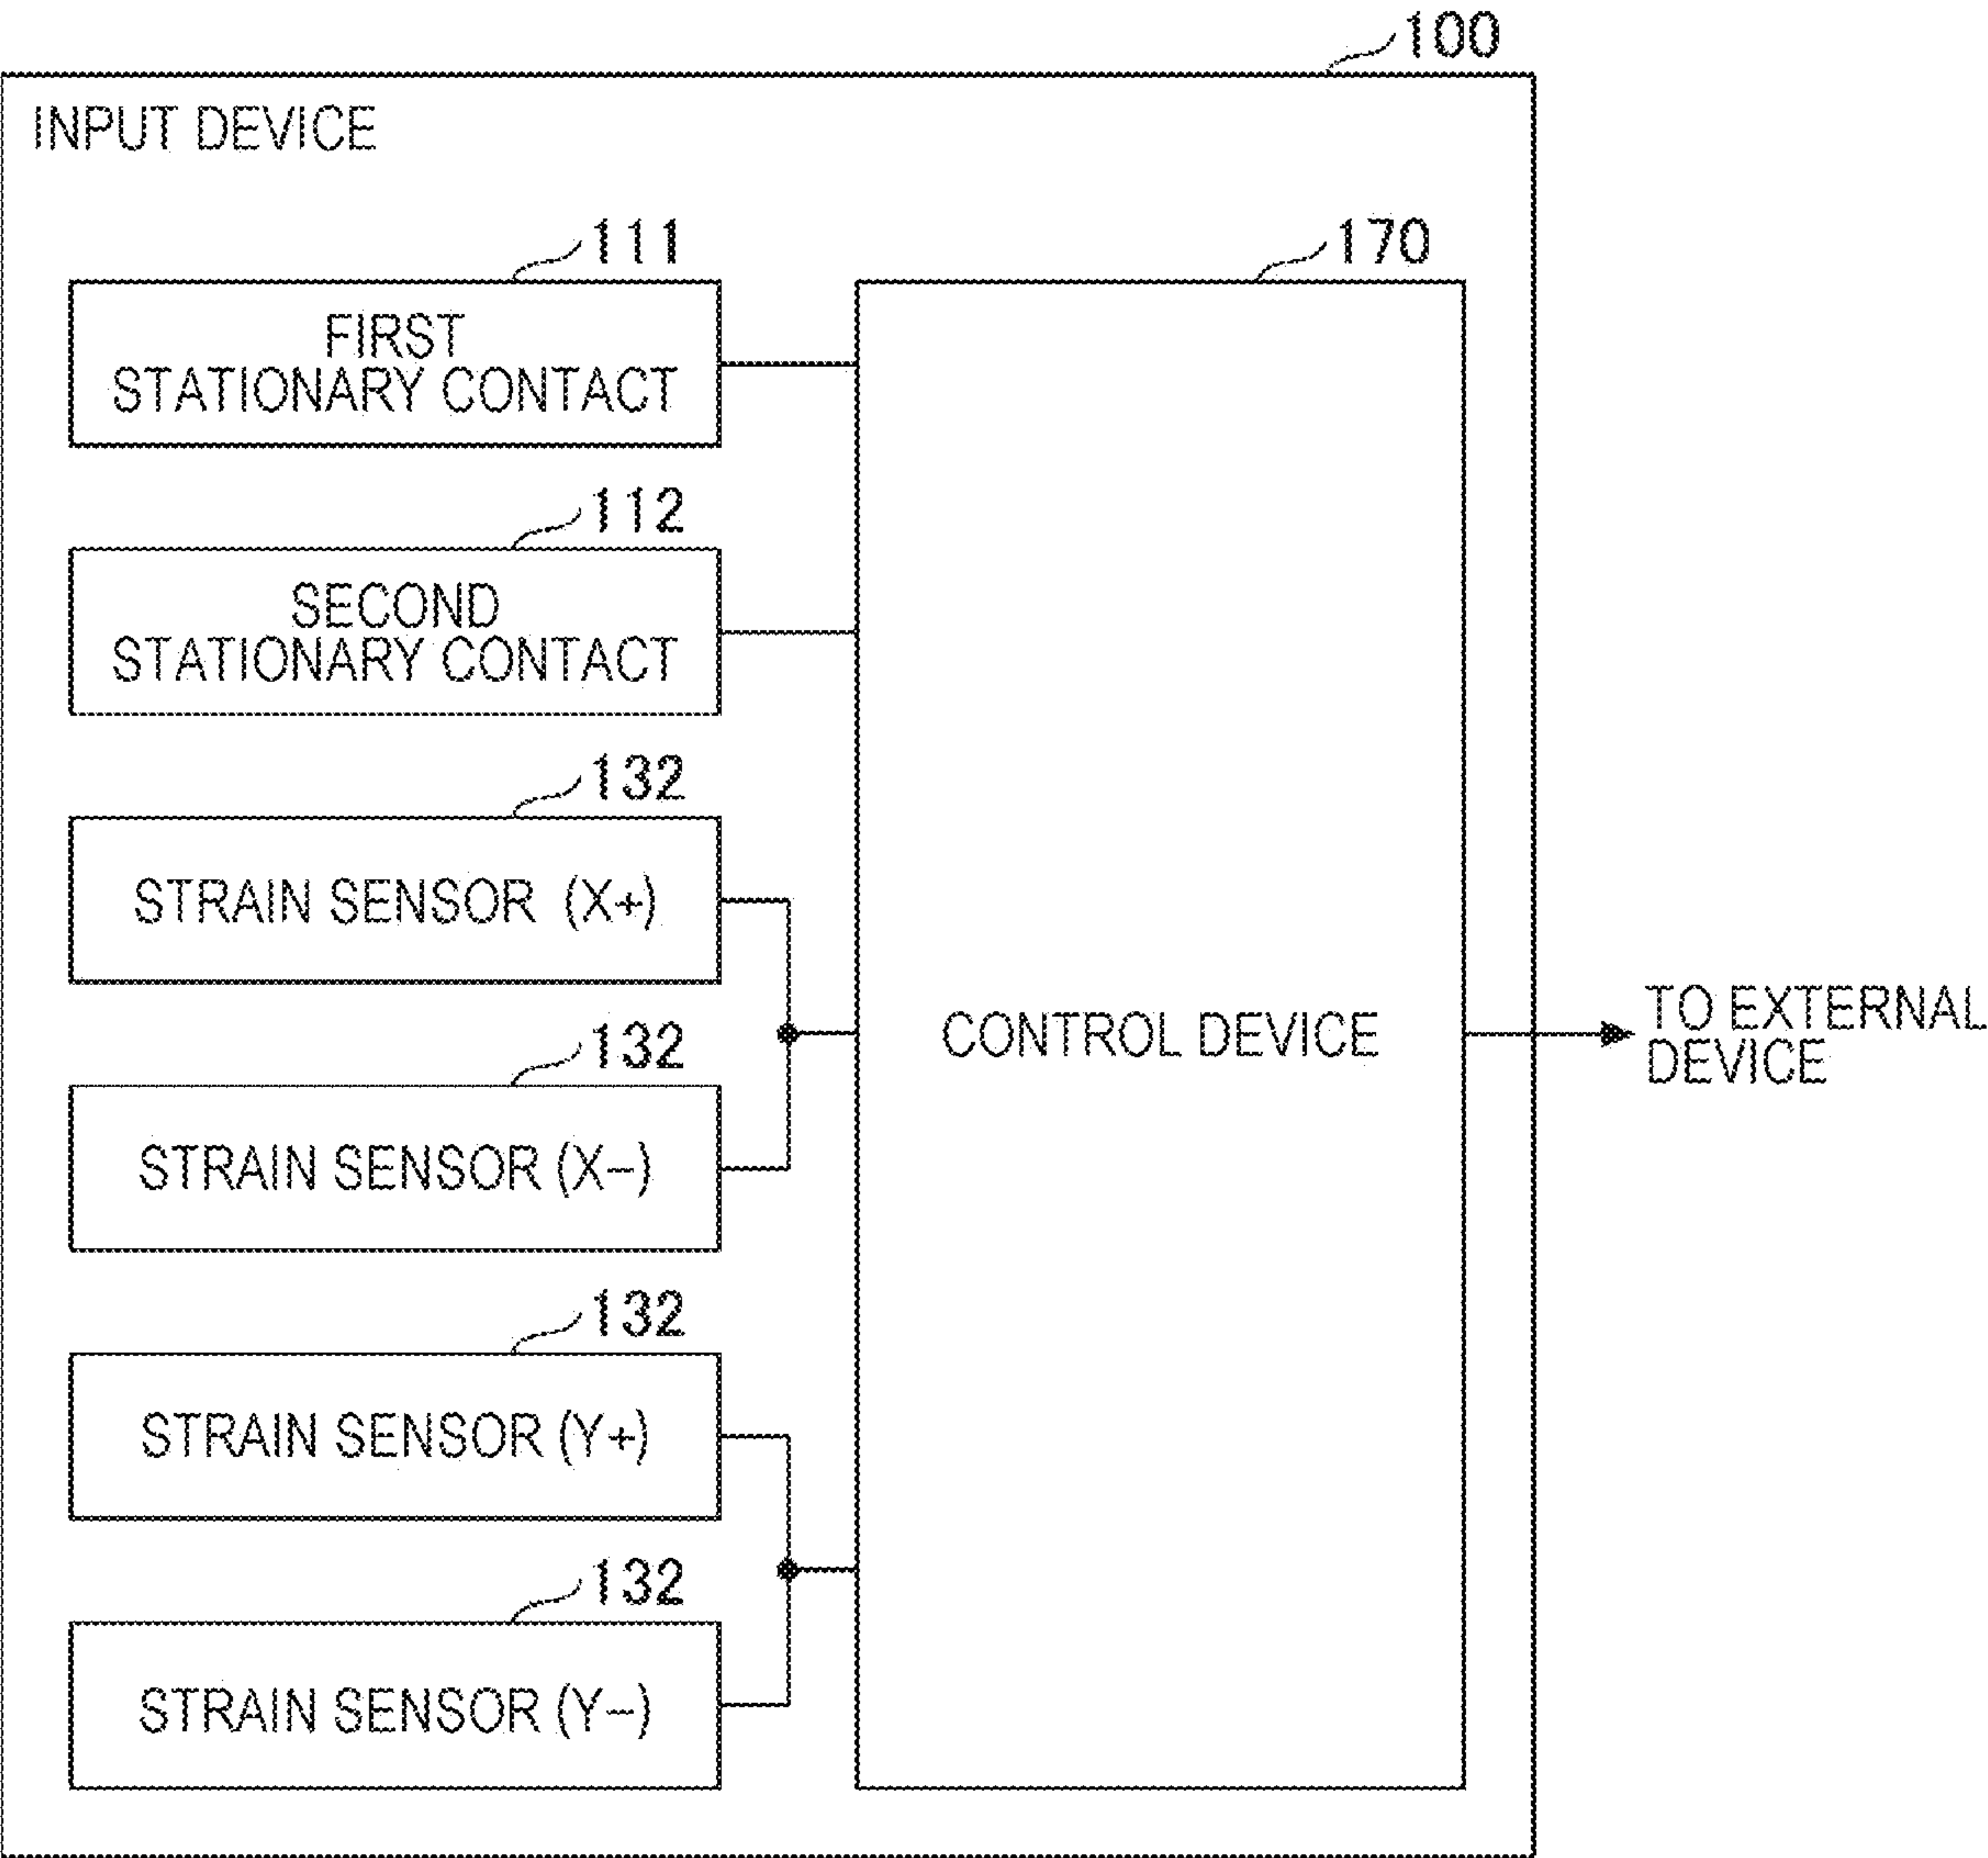 100
INPUT DEVICE
111
170
FIRST
STATIONARY CONTACT
112
SECOND
STATIONARY CONTACT
132
STRAIN SENSOR (X+)
CONTROL DEVICE
TO EXTERNAL
DEVICE
132
STRAIN SENSOR (X−)
132
STRAIN SENSOR (Y+)
132
STRAIN SENSOR (Y−)